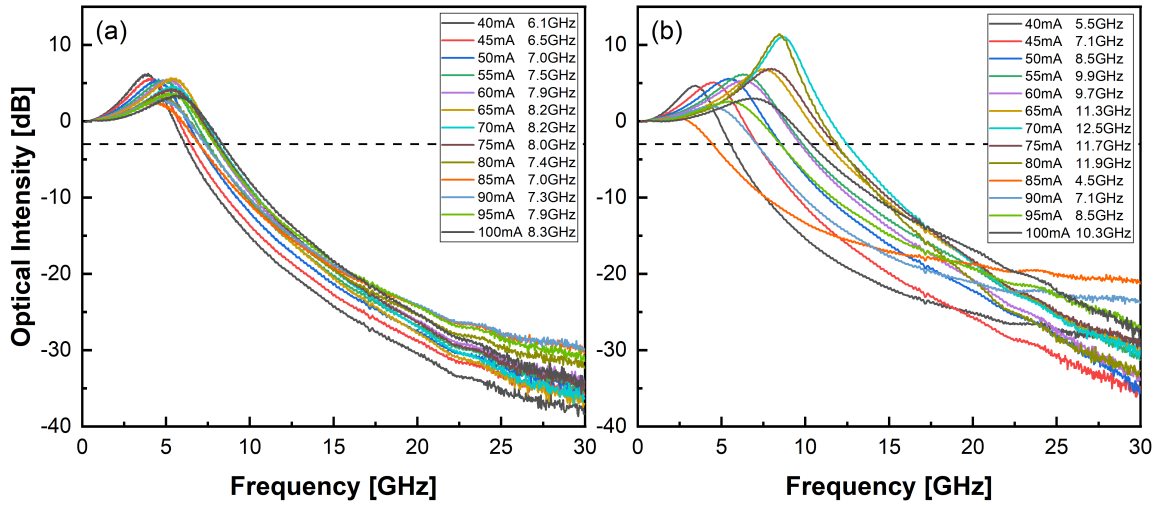 (a)
40mA 6.1GHz
45mA 6.5GHz
50mA 7.0GHz
55mA 7.5GHz
60mA 7.9GHz
65mA 8.2GHz
70mA 8.2GHz
75mA 8.0GHz
80mA 7.4GHz
85mA 7.0GHz
90mA 7.3GHz
95mA 7.9GHz
100mA 8.3GHz
10
0
-10
-20
-30
-40
0 5 10 15 20 25 30
Frequency [GHz]
Optical Intensity [dB]
(b)
40mA 5.5GHz
45mA 7.1GHz
50mA 8.5GHz
55mA 9.9GHz
60mA 9.7GHz
65mA 11.3GHz
70mA 12.5GHz
75mA 11.7GHz
80mA 11.9GHz
85mA 4.5GHz
90mA 7.1GHz
95mA 8.5GHz
100mA 10.3GHz
10
0
-10
-20
-30
-40
0 5 10 15 20 25 30
Frequency [GHz]